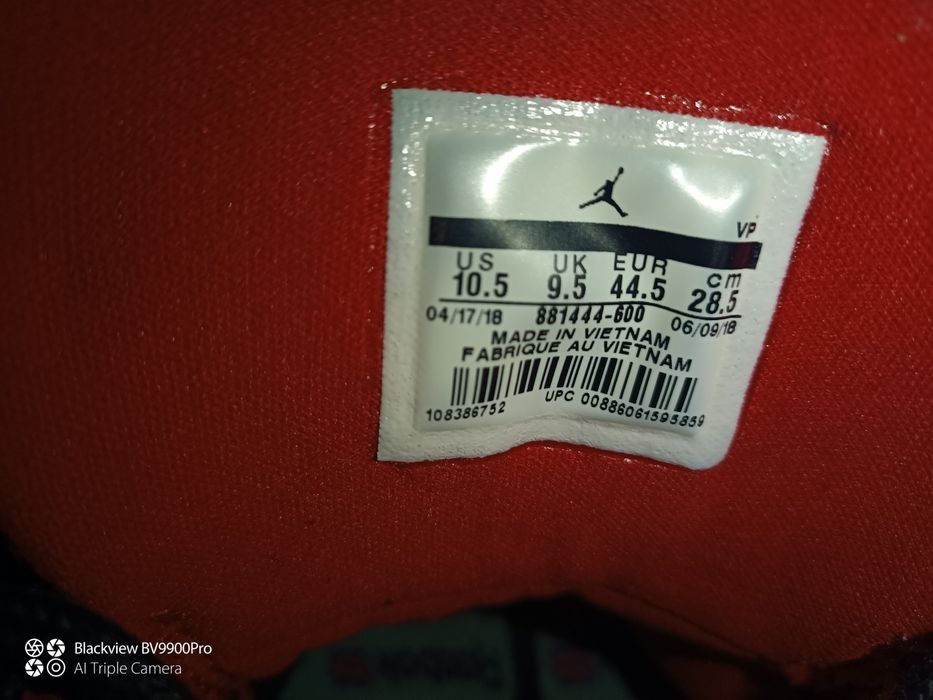 VP
US UK EUR cm
10.5 9.5 44.5 28.5
04/17/18 881444-600 06/09/18
MADE IN VIETNAM
FABRIQUE AU VIETNAM
108386752 UPC 00886061595859
Blackview BV9900Pro
AI Triple Camera